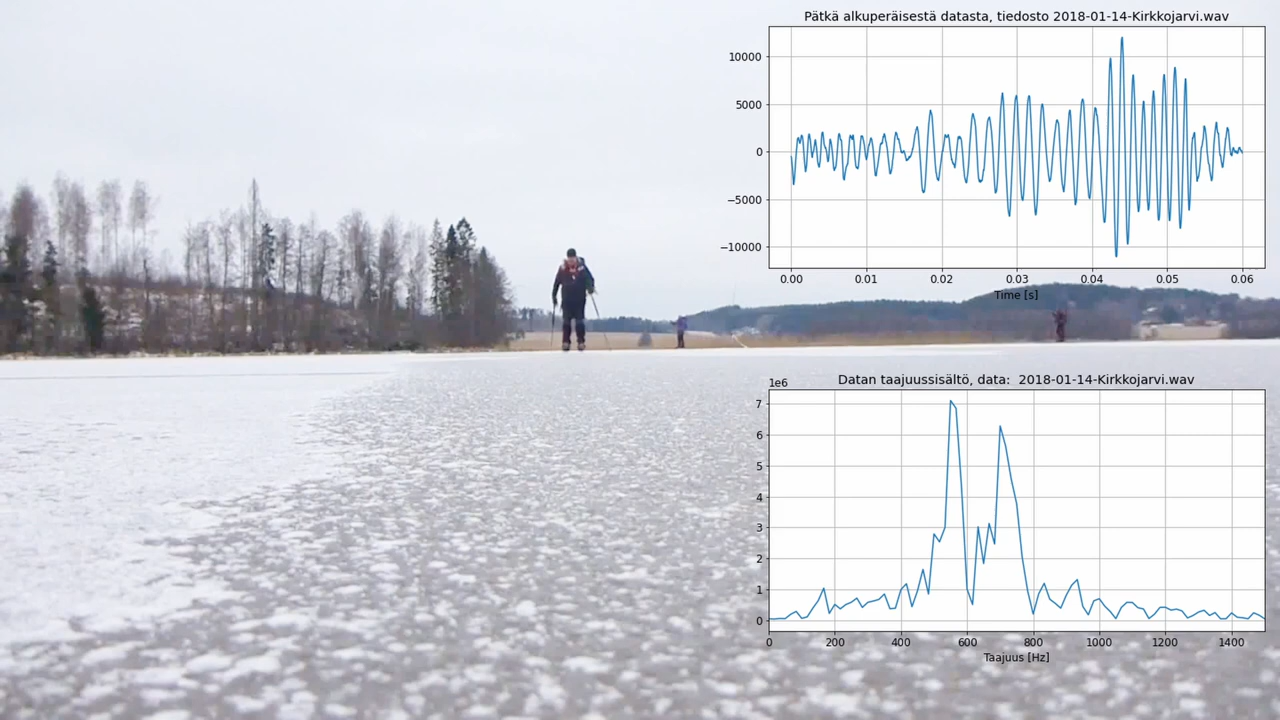 Pätkä alkuperäisestä datasta, tiedosto 2018-01-14-Kirkkojarvi.wav
10000
5000
0
−5000
−10000
0.00 0.01 0.02 0.03 0.04 0.05 0.06
Time [s]
Datan taajuussisältö, data:  2018-01-14-Kirkkojarvi.wav
1e6
7
6
5
4
3
2
1
0
0 200 400 600 800 1000 1200 1400
Taajuus [Hz]